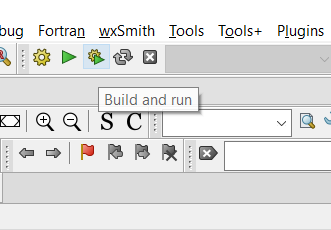 bug Fortran wxSmith Tools Tools+ Plugins
Build and run
S C